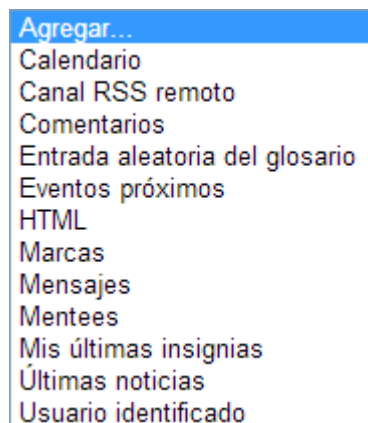 Agregar...
Calendario
Canal RSS remoto
Comentarios
Entrada aleatoria del glosario
Eventos próximos
HTML
Marcas
Mensajes
Mentees
Mis últimas insignias
Últimas noticias
Usuario identificado